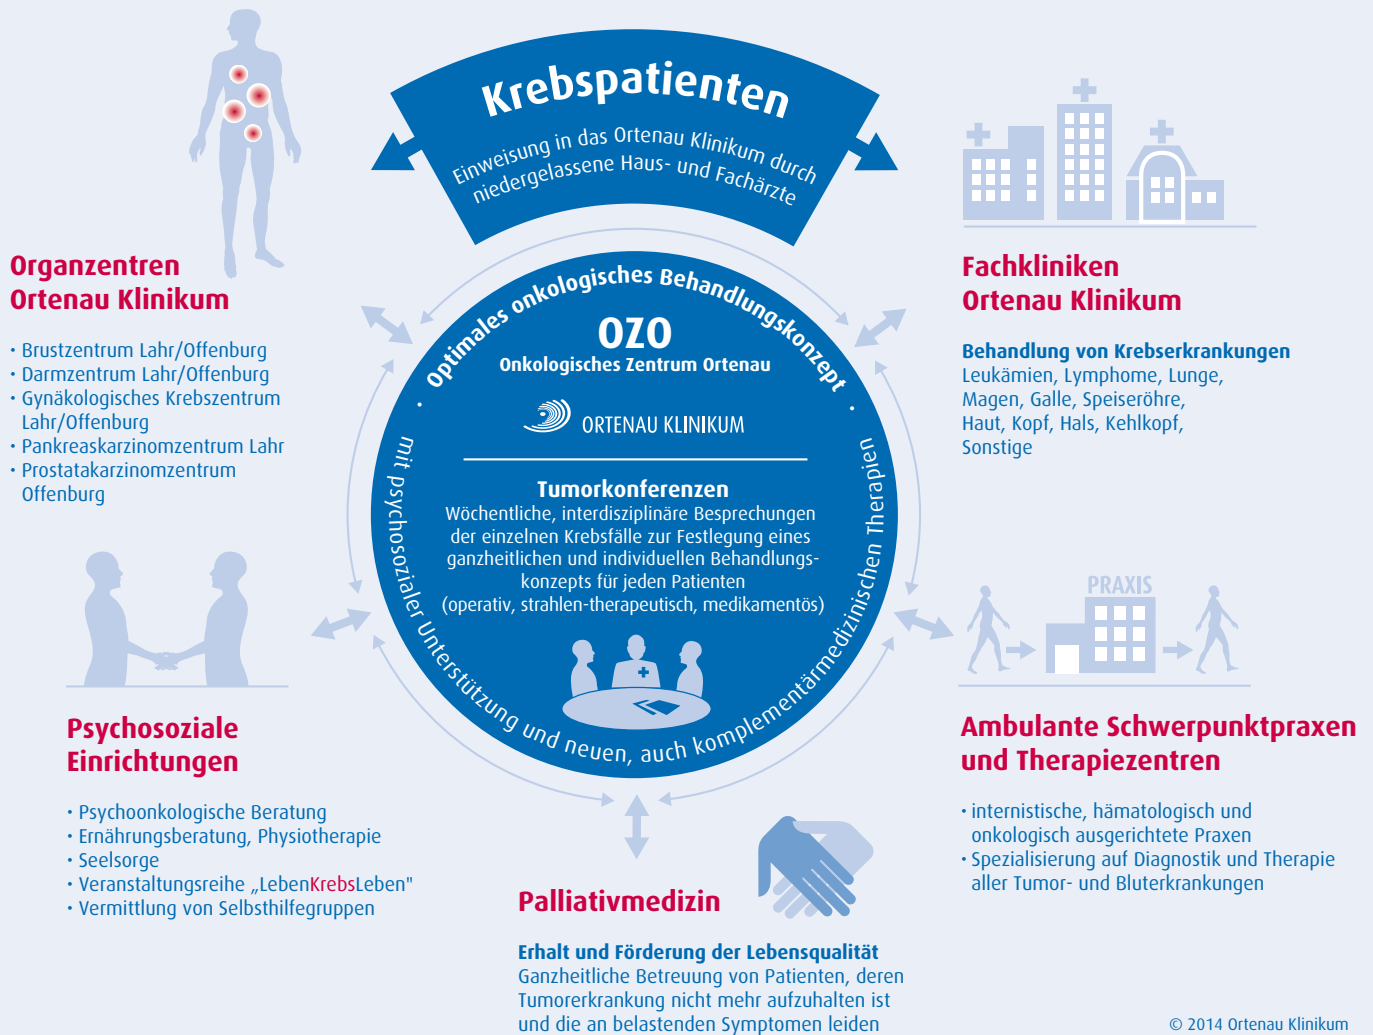 Krebspatienten
Einweisung in das Ortenau Klinikum durch
niedergelassene Haus- und Fachärzte
Organzentren
Ortenau Klinikum
· Brustzentrum Lahr/Offenburg
· Darmzentrum Lahr/Offenburg
· Gynäkologisches Krebszentrum
Lahr/Offenburg
· Pankreaskarzinomzentrum Lahr
· Prostatakarzinomzentrum
Offenburg
Fachkliniken
Ortenau Klinikum
Behandlung von Krebserkrankungen
Leukämien, Lymphome, Lunge,
Magen, Galle, Speiseröhre,
Haut, Kopf, Hals, Kehlkopf,
Sonstige
· Optimales onkologisches Behandlungskonzept ·
mit psychosozialer Unterstützung und neuen, auch komplementärmedizinischen Therapien
OZO
Onkologisches Zentrum Ortenau
ORTENAU KLINIKUM
Tumorkonferenzen
Wöchentliche, interdisziplinäre Besprechungen
der einzelnen Krebsfälle zur Festlegung eines
ganzheitlichen und individuellen Behandlungs-
konzepts für jeden Patienten
(operativ, strahlen-therapeutisch, medikamentös)
Psychosoziale
Einrichtungen
· Psychoonkologische Beratung
· Ernährungsberatung, Physiotherapie
· Seelsorge
· Veranstaltungsreihe „LebenKrebsLeben"
· Vermittlung von Selbsthilfegruppen
PRAXIS
Ambulante Schwerpunktpraxen
und Therapiezentren
· internistische, hämatologisch und
onkologisch ausgerichtete Praxen
· Spezialisierung auf Diagnostik und Therapie
aller Tumor- und Bluterkrankungen
Palliativmedizin
Erhalt und Förderung der Lebensqualität
Ganzheitliche Betreuung von Patienten, deren
Tumorerkrankung nicht mehr aufzuhalten ist
und die an belastenden Symptomen leiden
© 2014 Ortenau Klinikum